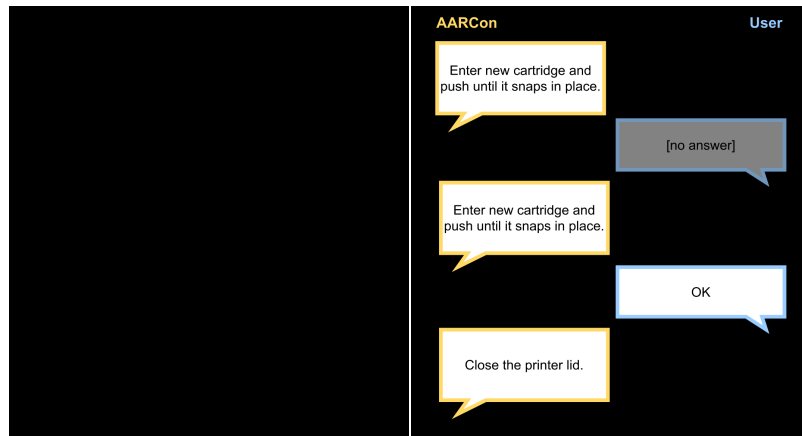 AARCon
User
Enter new cartridge and
push until it snaps in place.
[no answer]
Enter new cartridge and
push until it snaps in place.
OK
Close the printer lid.